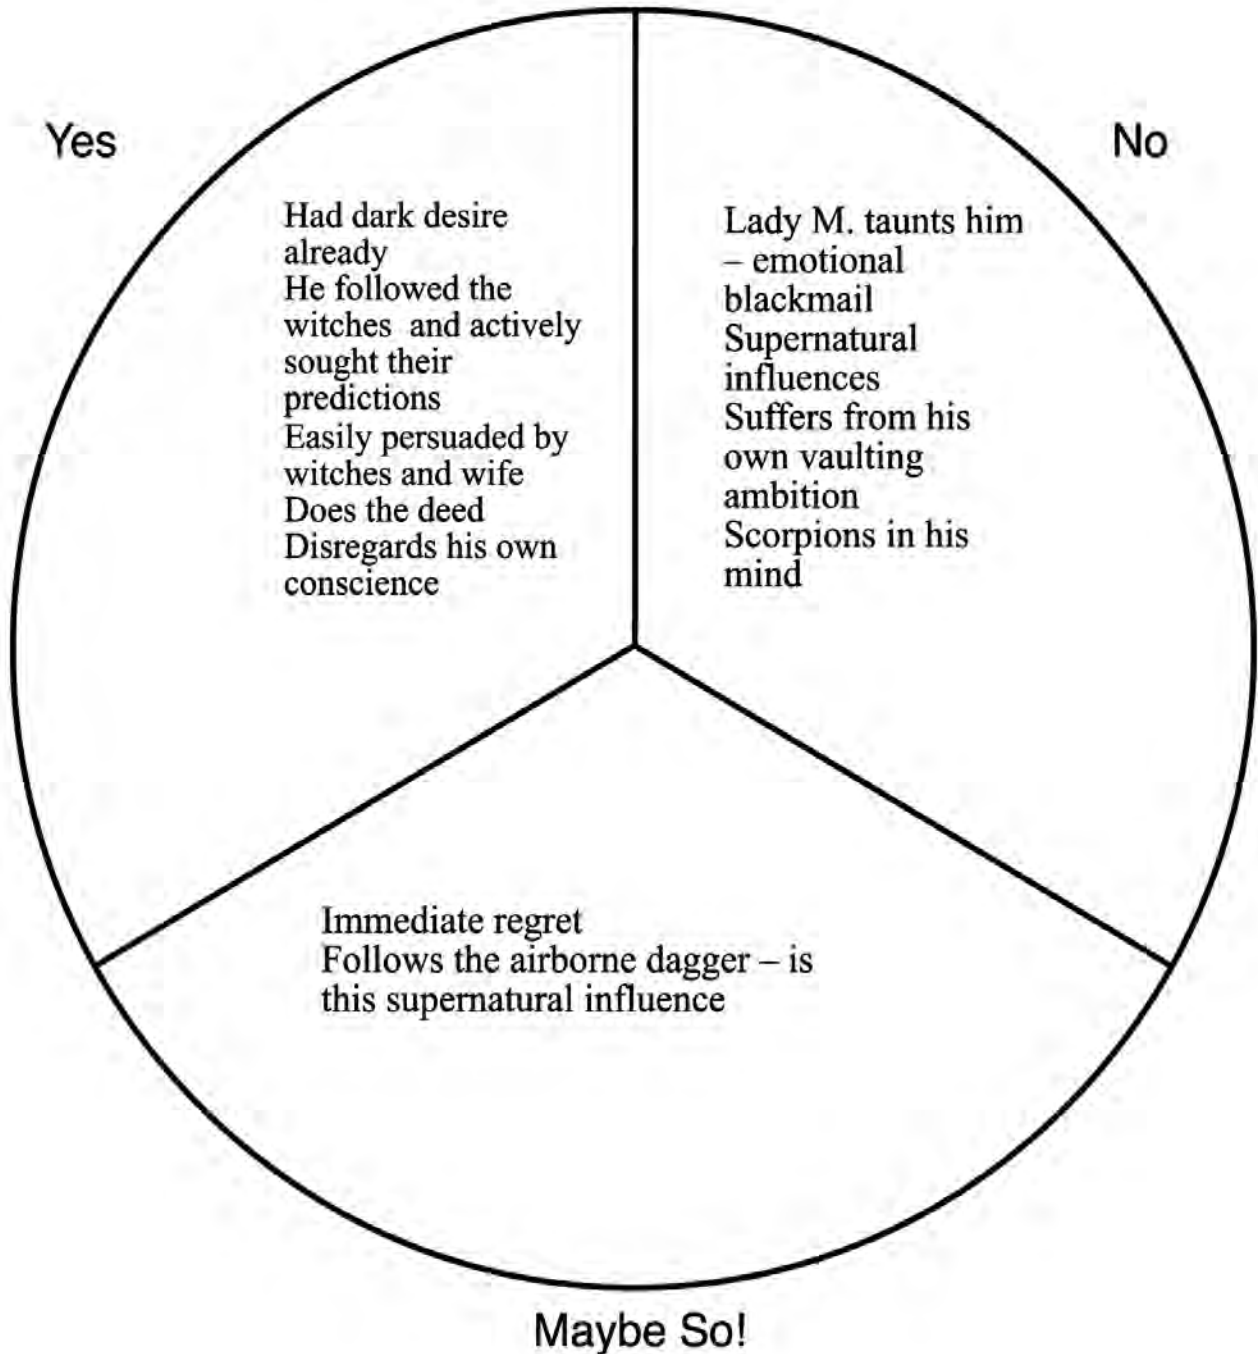 Yes
Had dark desire
already
He followed the
witches and actively
sought their
predictions
Easily persuaded by
witches and wife
Does the deed
Disregards his own
conscience
No
Lady M. taunts him
– emotional
blackmail
Supernatural
influences
Suffers from his
own vaulting
ambition
Scorpions in his
mind
Immediate regret
Follows the airborne dagger – is
this supernatural influence
Maybe So!